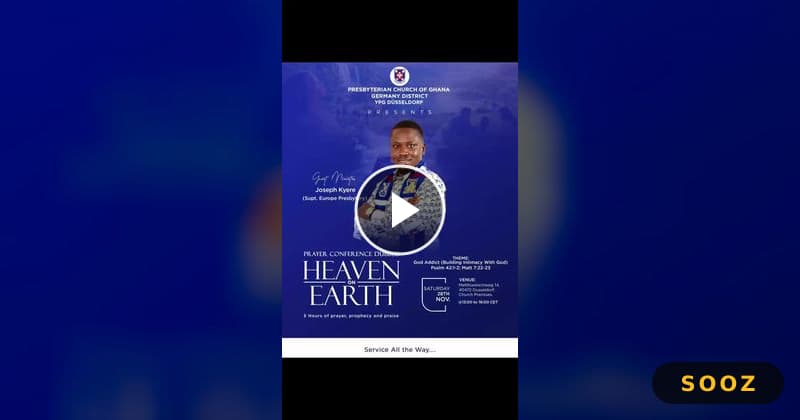 PRESBYTERIAN CHURCH OF GHANA
GERMANY DISTRICT
YPG DÜSSELDORF
PRESENTS
Guest Minister
Joseph Kyere
(Supt. Europe Presbytery)
PRAYER CONFERENCE DUBBED
HEAVEN
ON
EARTH
3 Hours of prayer, prophecy and praise
THEME:
God Addict (Building Intimacy With God)
Psalm 42:1-2; Matt 7:22-23
SATURDAY
28TH
NOV.
VENUE:
40472 Dusseldorf,
Church Premises.
Service All the Way....
SOOZ